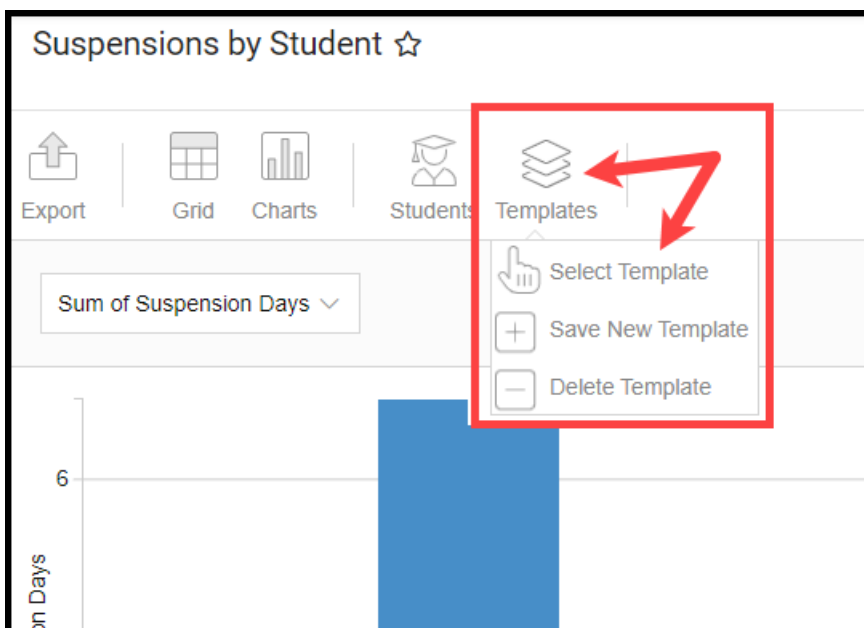 Suspensions by Student
Export
Grid
Charts
Students
Templates
Select Template
Sum of Suspension Days
Save New Template
Delete Template
6
Days